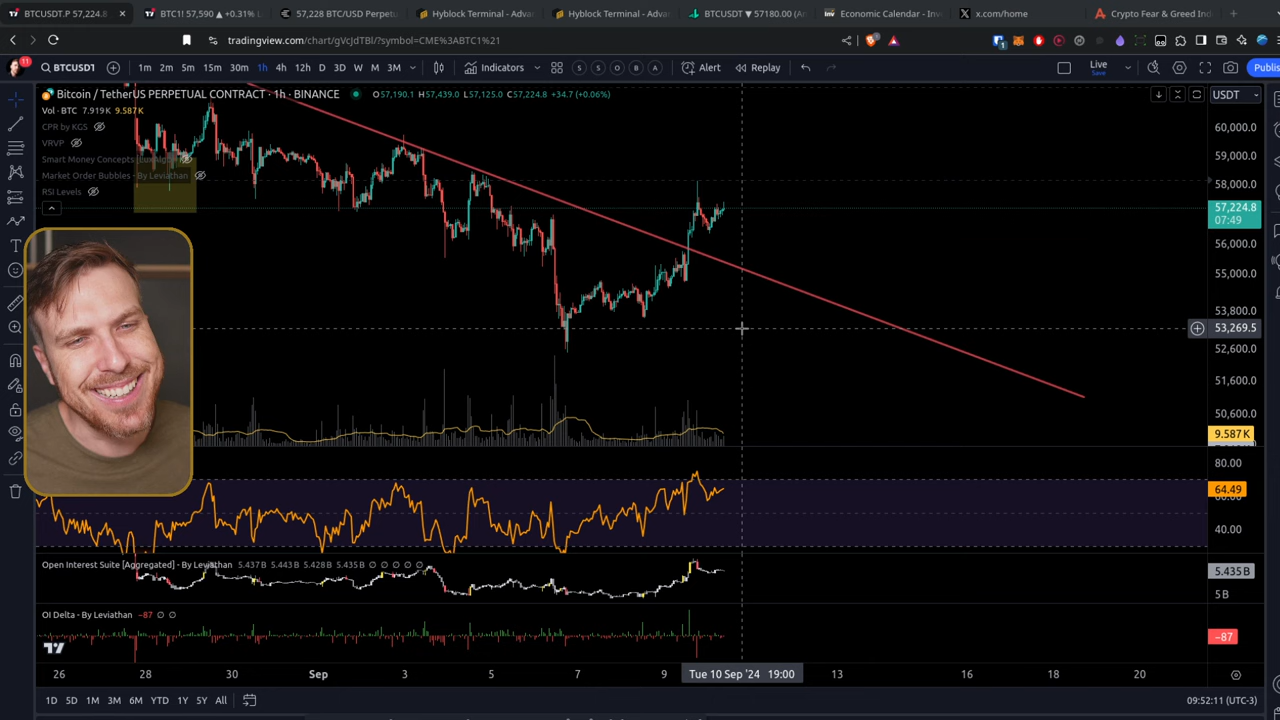 BTCUSDT.P 57,224.8
BTC1! 57,590 ▲ +0.31%
57,228 BTC/USD Perpetu
Hyblock Terminal - Advan
Hyblock Terminal - Advan
BTCUSDT ▼ 57180.00 (A
Economic Calendar - Inve
x.com/home
Crypto Fear & Greed Ind
tradingview.com/chart/gVcJdTBl/?symbol=CME%3ABTC1%21
11
BTCUSDT 1m 2m 5m 15m 30m 1h 4h 12h D 3D W M 3M Indicators Alert Replay Live Save Publis
S S O B A
Bitcoin / TetherUS PERPETUAL CONTRACT · 1h · BINANCE O57,190.1 H57,439.0 L57,125.0 C57,224.8 +34.7 (+0.06%)
USDT
Vol · BTC 7.919K 9.587K
CPR by KGS
VRVP
Smart Money Concepts
Market Order Bubbles - By Leviathan
RSI Levels
60,000.0
59,000.0
58,000.0
57,224.8
07:49
56,000.0
55,000.0
53,800.0
53,269.5
52,600.0
51,600.0
50,600.0
9.587K
80.00
64.49
40.00
Open Interest Suite [Aggregated] - By Leviathan 5.437B 5.443B 5.428B 5.435B ∅ ∅ ∅ ∅ ∅
5.435B
5B
OI Delta - By Leviathan −87 ∅ ∅
−87
26 28 30 Sep 3 5 7 9 Tue 10 Sep '24 19:00 13 16 18 20
1D 5D 1M 3M 6M YTD 1Y 5Y All
09:52:11 (UTC-3)